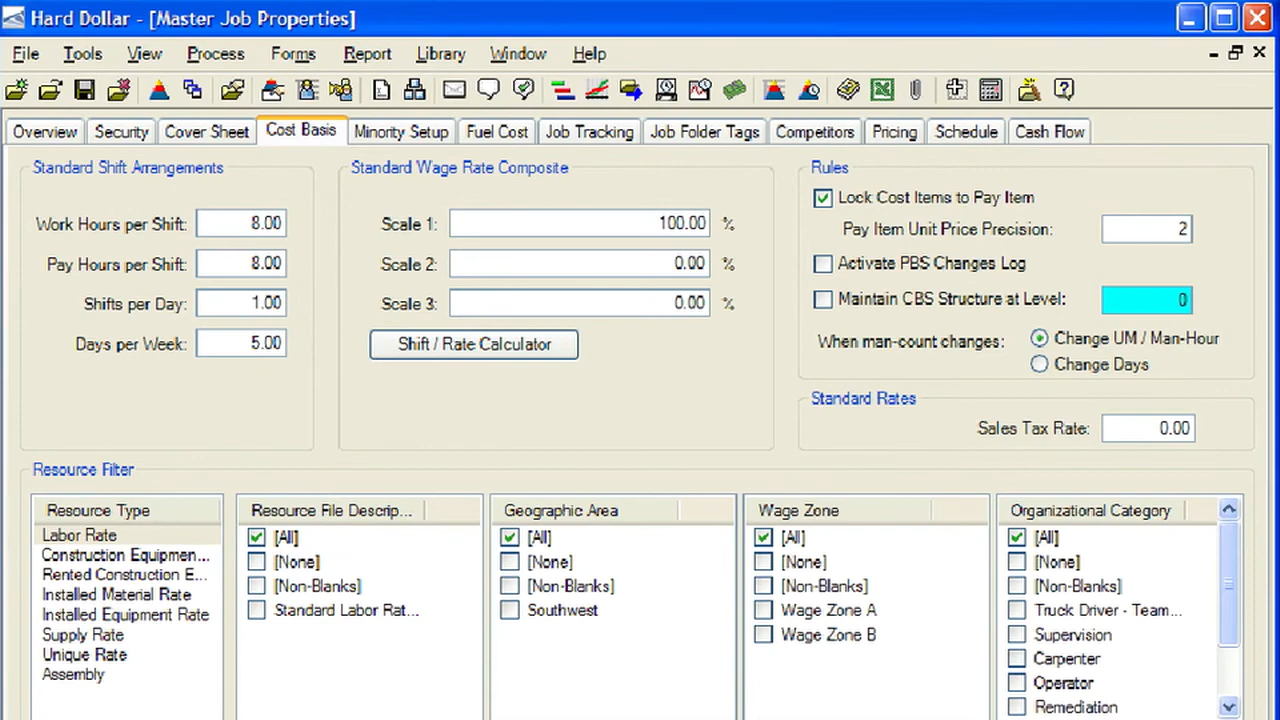 Hard Dollar - [Master Job Properties]
File Tools View Process Forms Report Library Window Help
Overview Security Cover Sheet Cost Basis Minority Setup Fuel Cost Job Tracking Job Folder Tags Competitors Pricing Schedule Cash Flow
Standard Shift Arrangements
Work Hours per Shift: 8.00
Pay Hours per Shift: 8.00
Shifts per Day: 1.00
Days per Week: 5.00
Standard Wage Rate Composite
Scale 1: 100.00 %
Scale 2: 0.00 %
Scale 3: 0.00 %
Shift / Rate Calculator
Rules
Lock Cost Items to Pay Item
Pay Item Unit Price Precision: 2
Activate PBS Changes Log
Maintain CBS Structure at Level: 0
When man-count changes: Change UM / Man-Hour
Change Days
Standard Rates
Sales Tax Rate: 0.00
Resource Filter
Resource Type
Labor Rate
Construction Equipmen...
Rented Construction E...
Installed Material Rate
Installed Equipment Rate
Supply Rate
Unique Rate
Assembly
Resource File Descrip...
[All]
[None]
[Non-Blanks]
Standard Labor Rat...
Geographic Area
[All]
[None]
[Non-Blanks]
Southwest
Wage Zone
[All]
[None]
[Non-Blanks]
Wage Zone A
Wage Zone B
Organizational Category
[All]
[None]
[Non-Blanks]
Truck Driver - Team...
Supervision
Carpenter
Operator
Remediation